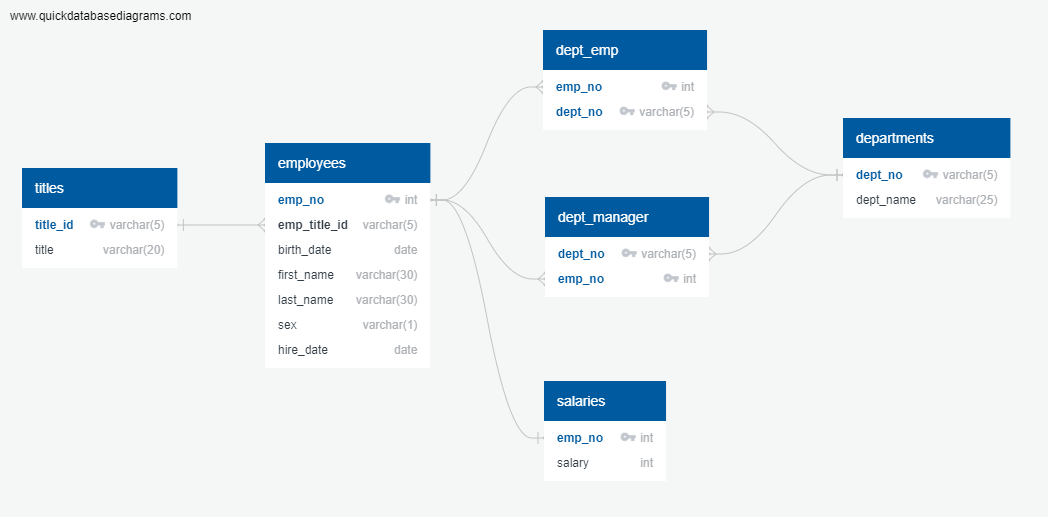 www.quickdatabasediagrams.com
titles
title_id varchar(5)
title varchar(20)
employees
emp_no int
emp_title_id varchar(5)
birth_date date
first_name varchar(30)
last_name varchar(30)
sex varchar(1)
hire_date date
dept_emp
emp_no int
dept_no varchar(5)
dept_manager
dept_no varchar(5)
emp_no int
salaries
emp_no int
salary int
departments
dept_no varchar(5)
dept_name varchar(25)